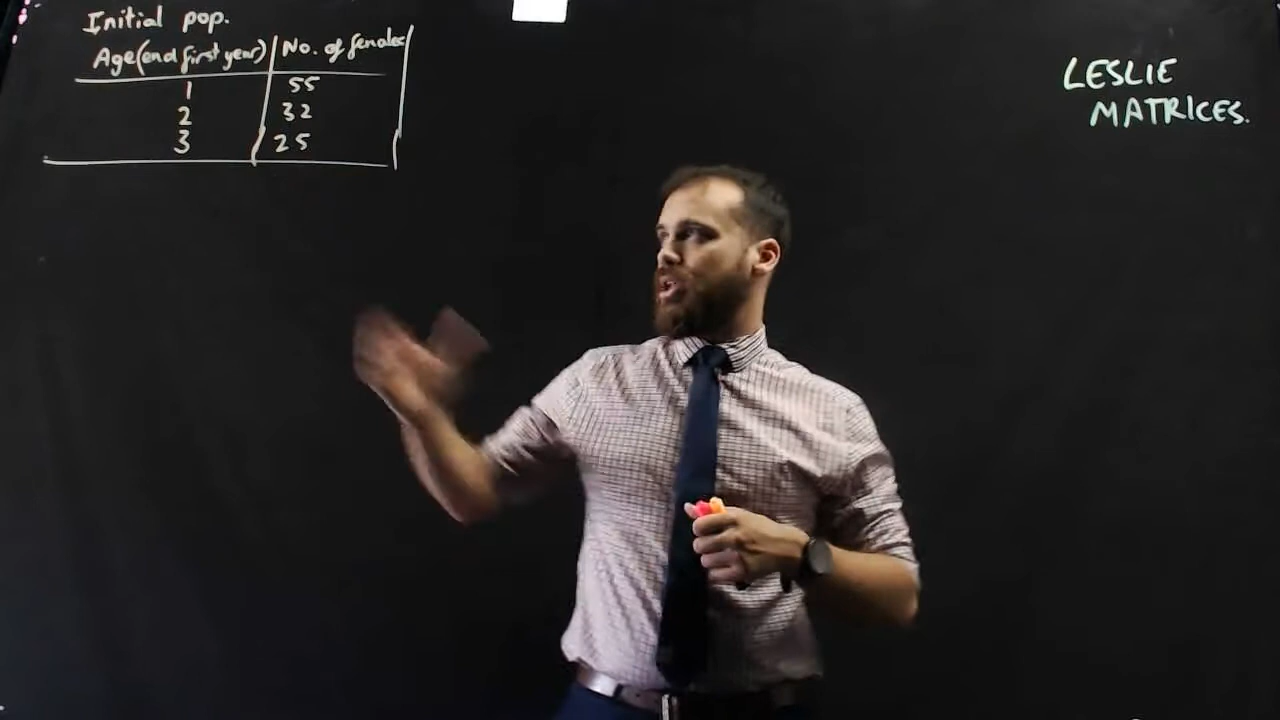 Initial pop.
Age(end first year) No. of females
1 55
2 32
3 25
LESLIE
MATRICES.